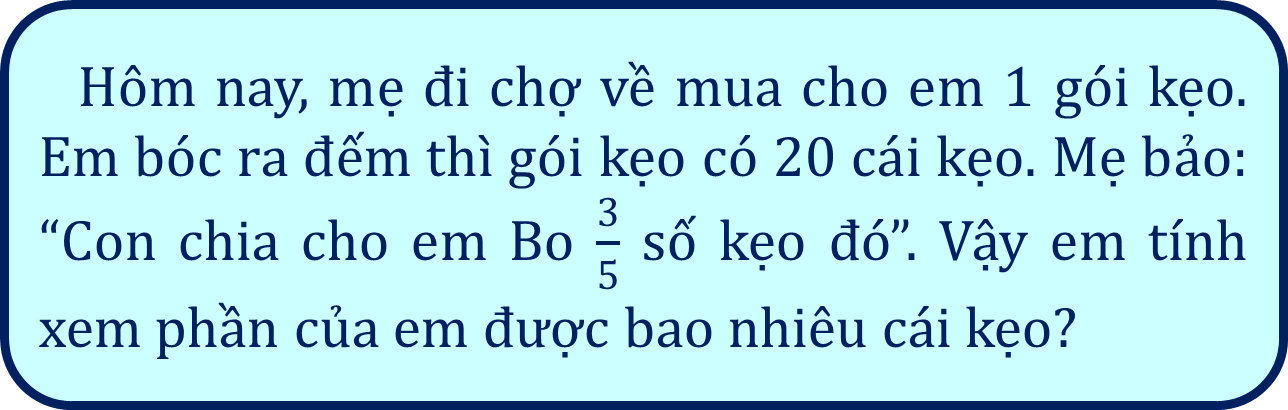 Hôm nay, mẹ đi chợ về mua cho em 1 gói kẹo.
Em bóc ra đếm thì gói kẹo có 20 cái kẹo. Mẹ bảo:
“Con chia cho em Bo 3/5 số kẹo đó”. Vậy em tính
xem phần của em được bao nhiêu cái kẹo?